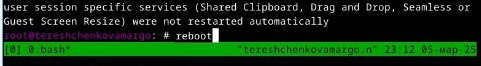 user session specific services (Shared Clipboard, Drag and Drop, Seamless or
Guest Screen Resize) were not restarted automatically
root@tereshchenkovamargo:~# reboot
[0] 0:bash* "tereshchenkovamargo.n" 23:12 05-мар-25